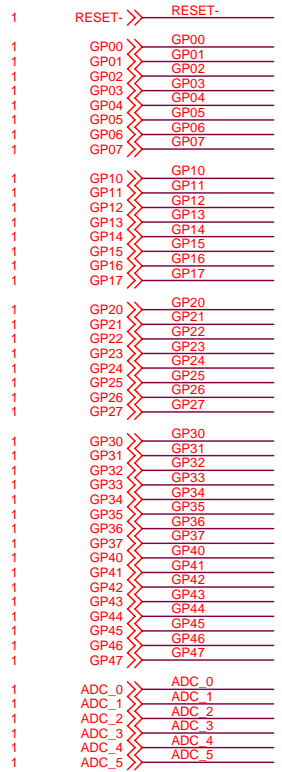 1 RESET- RESET-
1 GP00 GP00
1 GP01 GP01
1 GP02 GP02
1 GP03 GP03
1 GP04 GP04
1 GP05 GP05
1 GP06 GP06
1 GP07 GP07
1 GP10 GP10
1 GP11 GP11
1 GP12 GP12
1 GP13 GP13
1 GP14 GP14
1 GP15 GP15
1 GP16 GP16
1 GP17 GP17
1 GP20 GP20
1 GP21 GP21
1 GP22 GP22
1 GP23 GP23
1 GP24 GP24
1 GP25 GP25
1 GP26 GP26
1 GP27 GP27
1 GP30 GP30
1 GP31 GP31
1 GP32 GP32
1 GP33 GP33
1 GP34 GP34
1 GP35 GP35
1 GP36 GP36
1 GP37 GP37
1 GP40 GP40
1 GP41 GP41
1 GP42 GP42
1 GP43 GP43
1 GP44 GP44
1 GP45 GP45
1 GP46 GP46
1 GP47 GP47
1 ADC_0 ADC_0
1 ADC_1 ADC_1
1 ADC_2 ADC_2
1 ADC_3 ADC_3
1 ADC_4 ADC_4
1 ADC_5 ADC_5